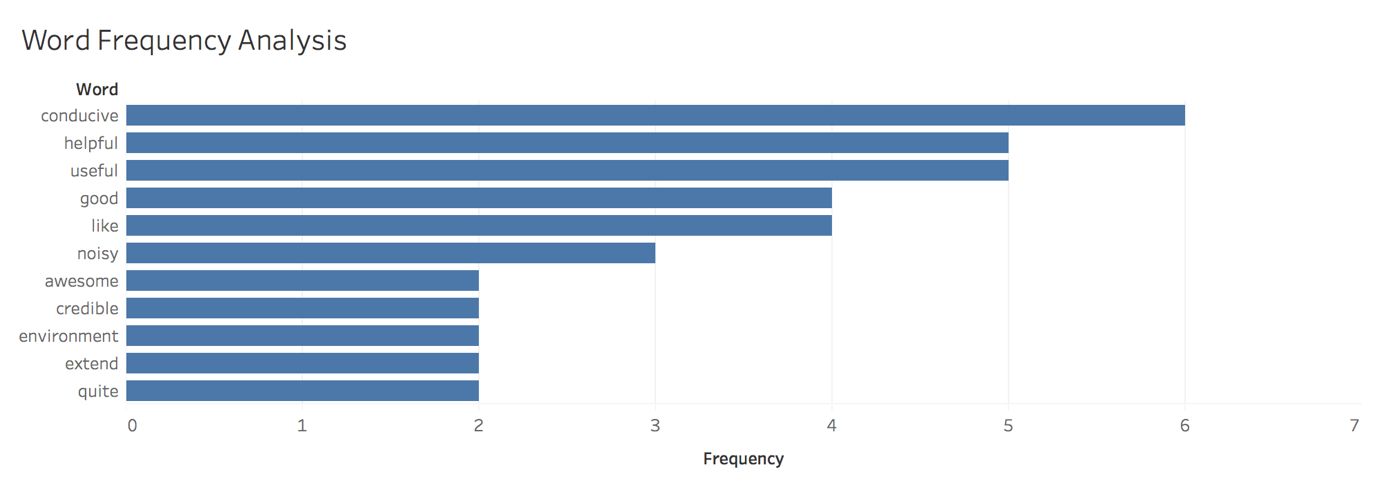 Word Frequency Analysis
Word
conducive
helpful
useful
good
like
noisy
awesome
credible
environment
extend
quite
0 1 2 3 4 5 6 7
Frequency